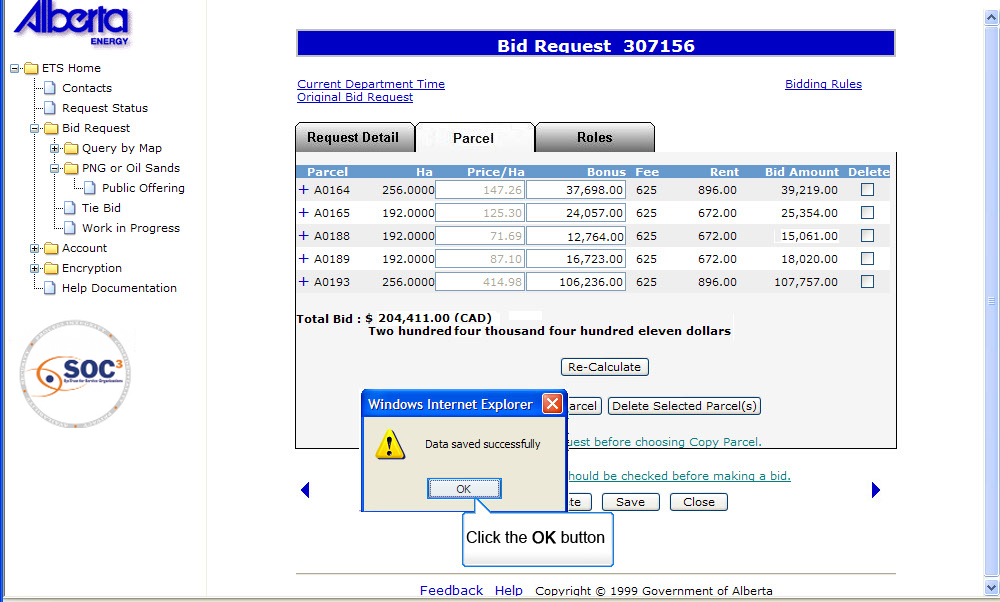 Alberta
ENERGY
ETS Home
Contacts
Request Status
Bid Request
Query by Map
PNG or Oil Sands
Public Offering
Tie Bid
Work in Progress
Account
Encryption
Help Documentation
SOC3
Bid Request 307156
Current Department Time
Original Bid Request
Bidding Rules
Request Detail Parcel Roles
Parcel Ha Price/Ha Bonus Fee Rent Bid Amount Delete
+ A0164 256.0000 147.26 37,698.00 625 896.00 39,219.00
+ A0165 192.0000 125.30 24,057.00 625 672.00 25,354.00
+ A0188 192.0000 71.69 12,764.00 625 672.00 15,061.00
+ A0189 192.0000 87.10 16,723.00 625 672.00 18,020.00
+ A0193 256.0000 414.98 106,236.00 625 896.00 107,757.00
Total Bid : $ 204,411.00 (CAD)
Two hundred four thousand four hundred eleven dollars
Re-Calculate
arcel Delete Selected Parcel(s)
uest before choosing Copy Parcel.
hould be checked before making a bid.
te Save Close
Windows Internet Explorer
Data saved successfully
OK
Click the OK button
Feedback Help Copyright © 1999 Government of Alberta